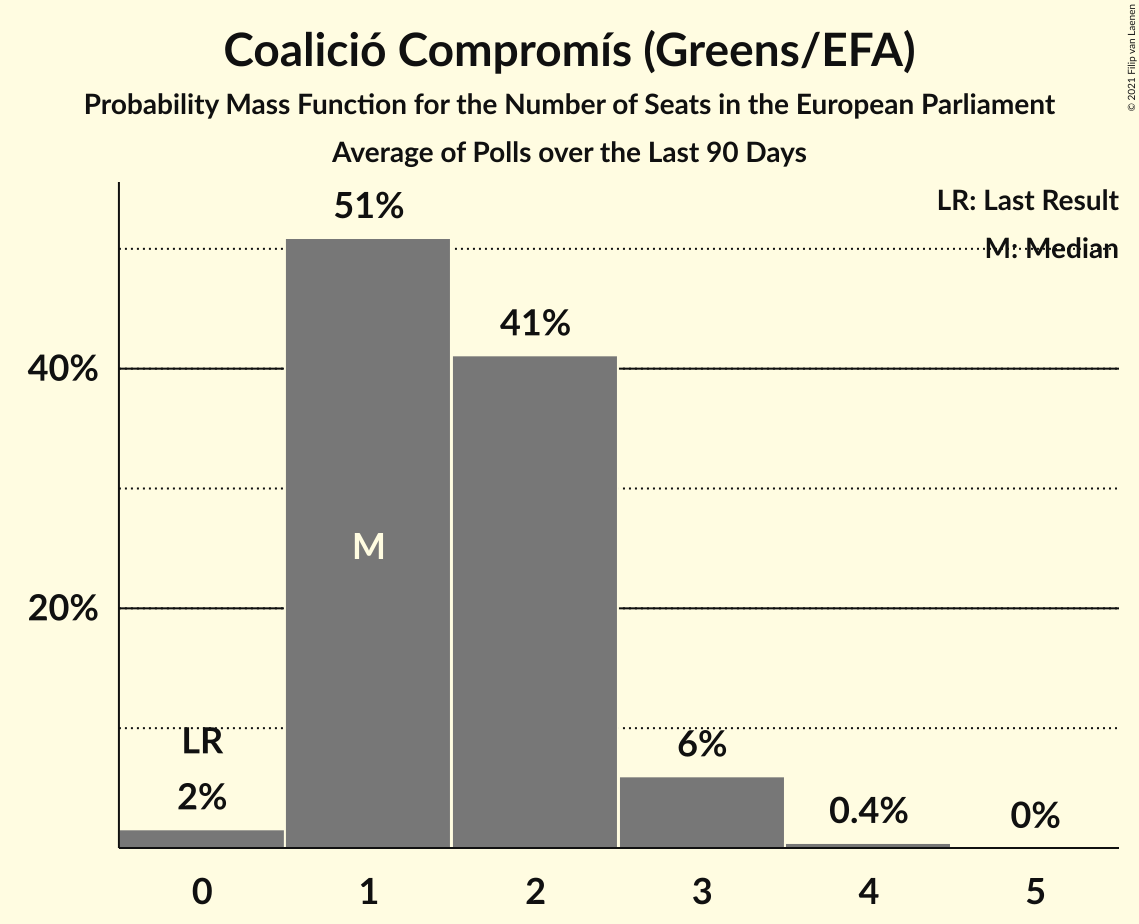 Coalició Compromís (Greens/EFA)
Probability Mass Function for the Number of Seats in the European Parliament
Average of Polls over the Last 90 Days
© 2021 Filip van Laenen
LR: Last Result
M: Median
51%
41%
40%
M
20%
LR
2%
6%
0.4%
0%
0 1 2 3 4 5